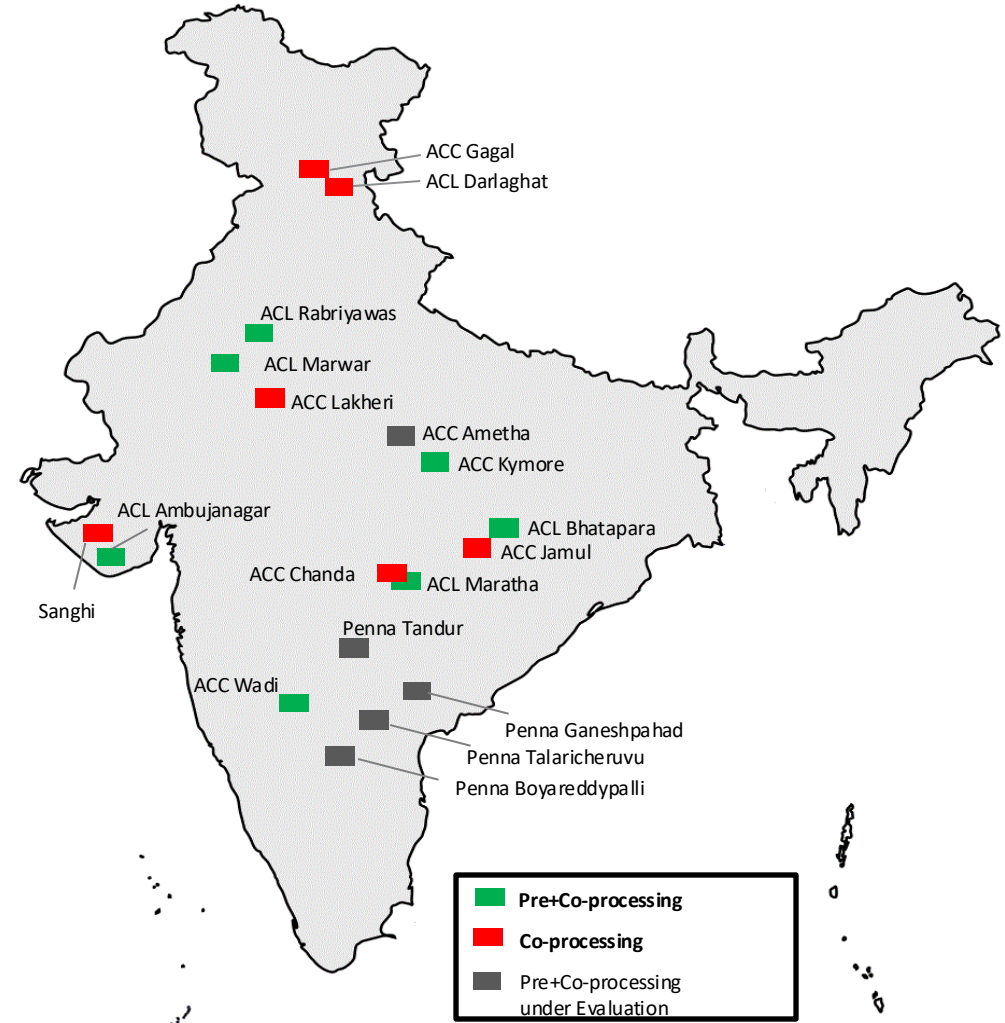 ACC Gagal
ACL Darlaghat
ACL Rabriyawas
ACL Marwar
ACC Lakheri
ACC Ametha
ACC Kymore
ACL Ambujanagar
ACL Bhatapara
ACC Jamul
ACC Chanda
ACL Maratha
Sanghi
Penna Tandur
ACC Wadi
Penna Ganeshpahad
Penna Talaricheruvu
Penna Boyareddypalli
Pre+Co-processing
Co-processing
Pre+Co-processing
under Evaluation